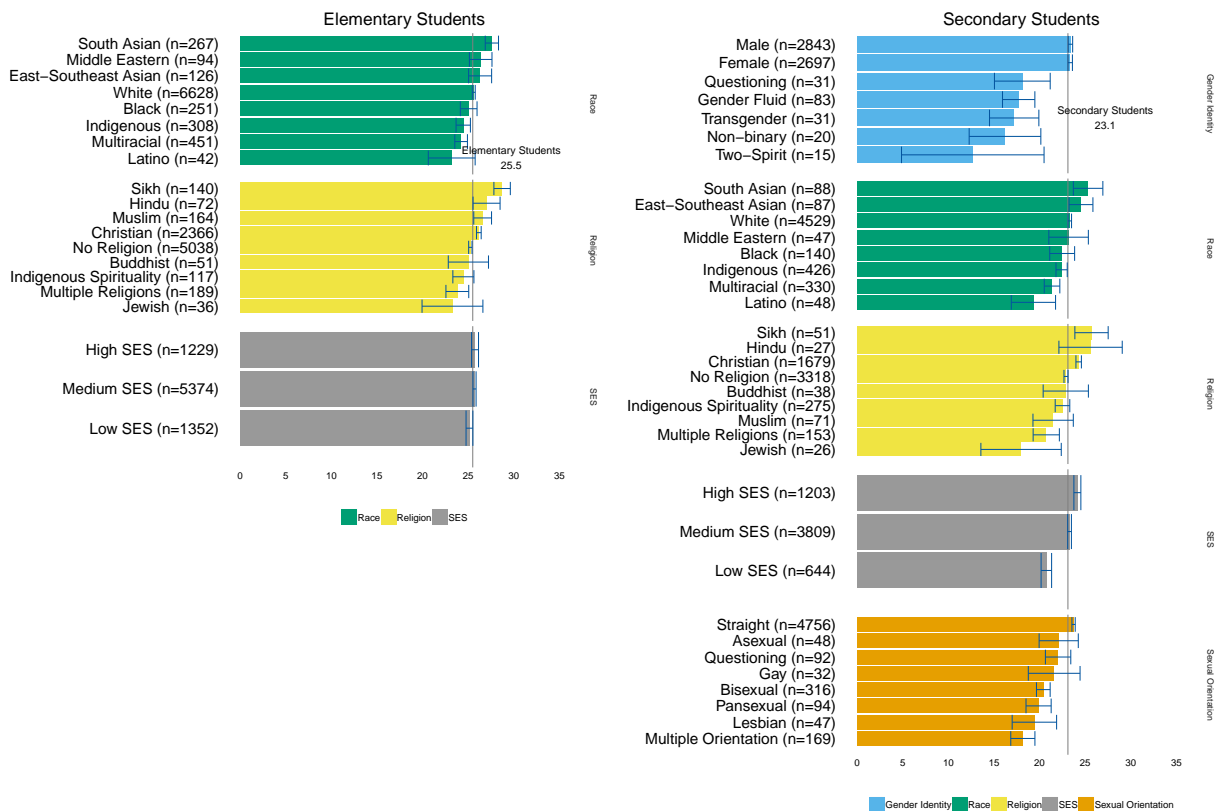 Elementary Students
South Asian (n=267)
Middle Eastern (n=94)
East−Southeast Asian (n=126)
White (n=6628)
Black (n=251)
Indigenous (n=308)
Multiracial (n=451)
Latino (n=42)
Race
Elementary Students
25.5
Sikh (n=140)
Hindu (n=72)
Muslim (n=164)
Christian (n=2366)
No Religion (n=5038)
Buddhist (n=51)
Indigenous Spirituality (n=117)
Multiple Religions (n=189)
Jewish (n=36)
Religion
High SES (n=1229)
Medium SES (n=5374)
Low SES (n=1352)
SES
0 5 10 15 20 25 30 35
Race Religion SES
Secondary Students
Male (n=2843)
Female (n=2697)
Questioning (n=31)
Gender Fluid (n=83)
Transgender (n=31)
Non−binary (n=20)
Two−Spirit (n=15)
Gender Identity
Secondary Students
23.1
South Asian (n=88)
East−Southeast Asian (n=87)
White (n=4529)
Middle Eastern (n=47)
Black (n=140)
Indigenous (n=426)
Multiracial (n=330)
Latino (n=48)
Race
Sikh (n=51)
Hindu (n=27)
Christian (n=1679)
No Religion (n=3318)
Buddhist (n=38)
Indigenous Spirituality (n=275)
Muslim (n=71)
Multiple Religions (n=153)
Jewish (n=26)
Religion
High SES (n=1203)
Medium SES (n=3809)
Low SES (n=644)
SES
Straight (n=4756)
Asexual (n=48)
Questioning (n=92)
Gay (n=32)
Bisexual (n=316)
Pansexual (n=94)
Lesbian (n=47)
Multiple Orientation (n=169)
Sexual Orientation
0 5 10 15 20 25 30 35
Gender Identity Race Religion SES Sexual Orientation